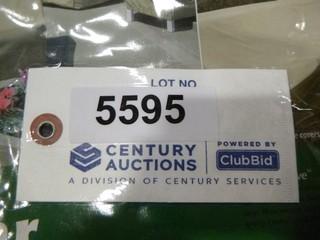 LOT NO
5595
CENTURY
AUCTIONS
POWERED BY
ClubBid
A DIVISION OF CENTURY SERVICES